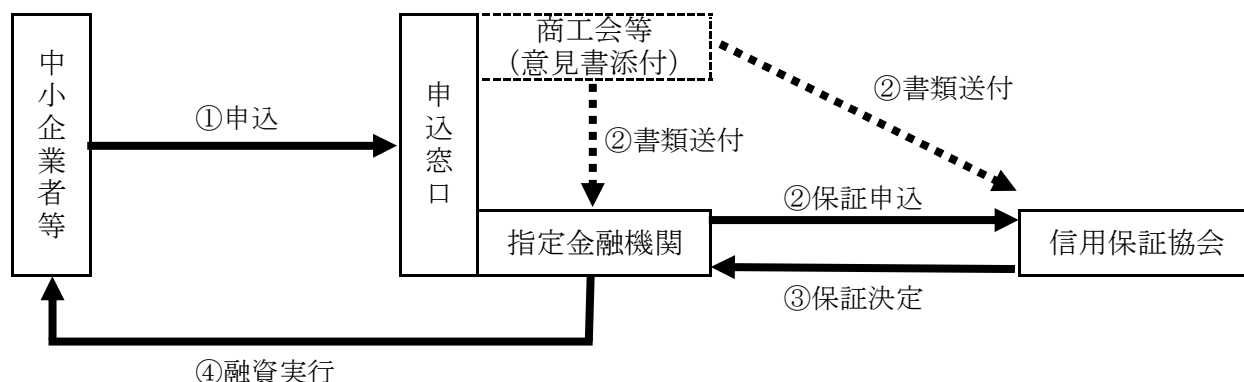 中小企業者等
①申込
申込窓口
商工会等
(意見書添付)
②書類送付
②書類送付
指定金融機関
②保証申込
③保証決定
信用保証協会
④融資実行